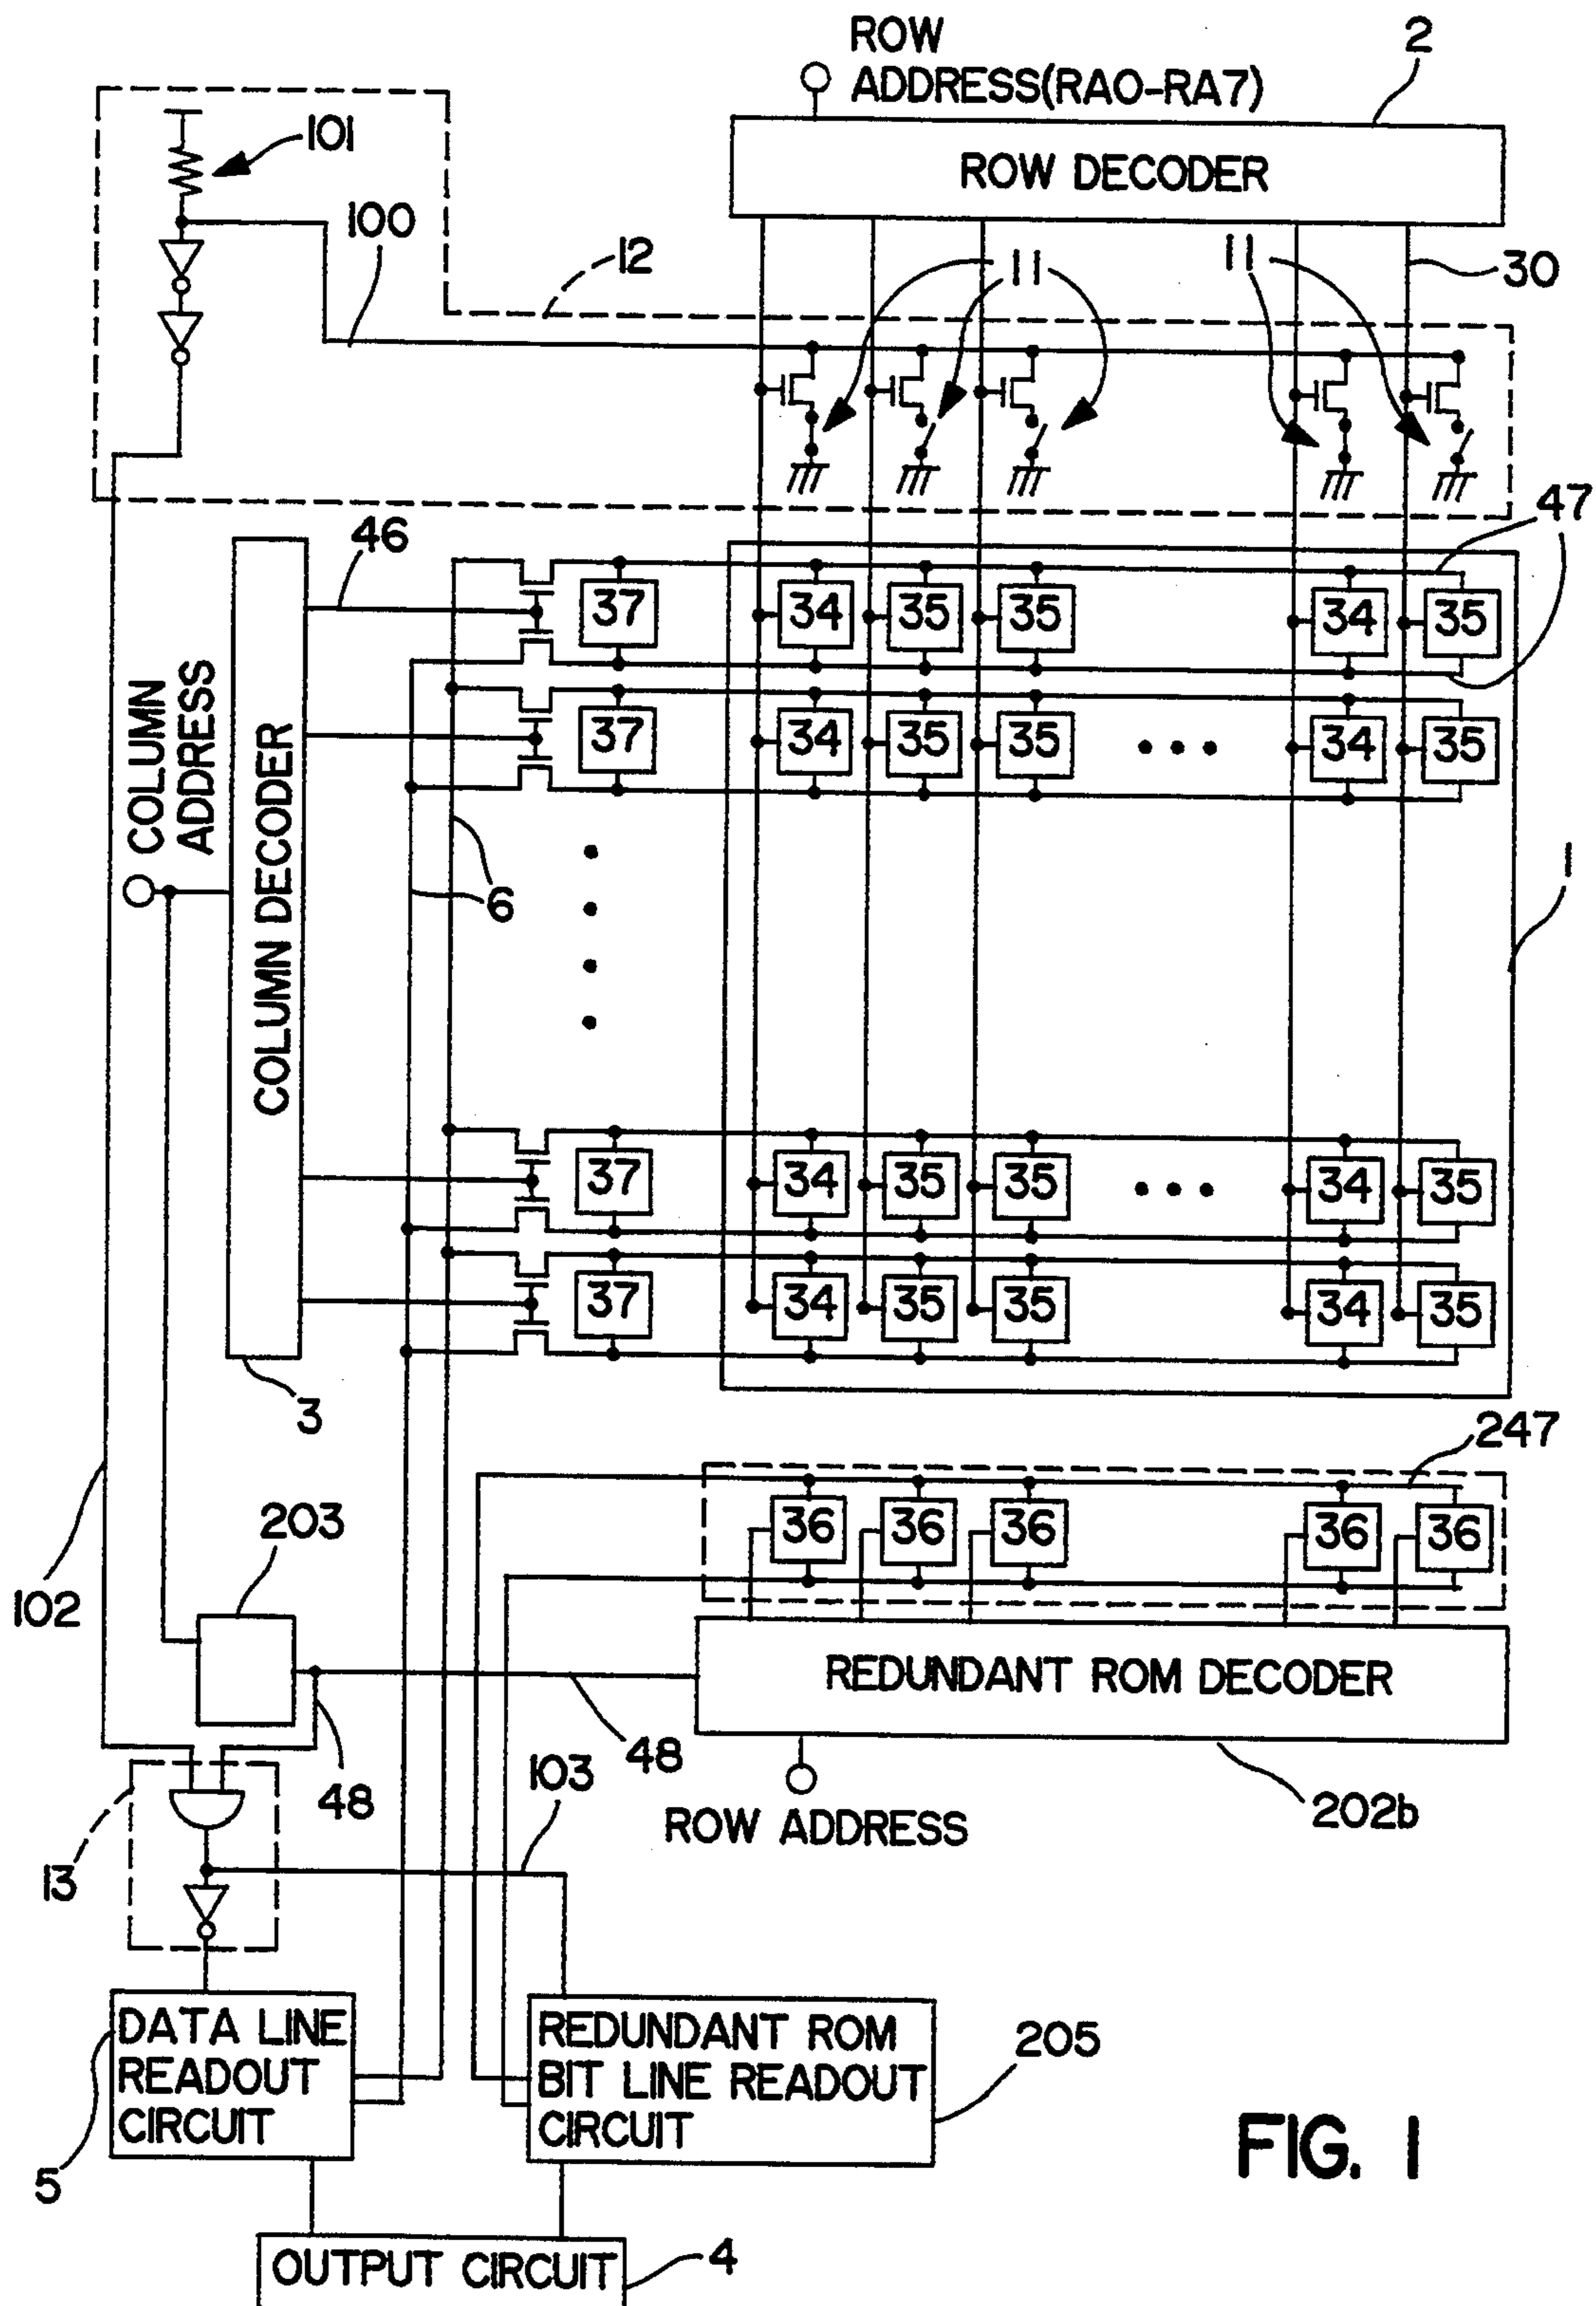 ROW
ADDRESS(RA0-RA7)
2
ROW DECODER
101
100
12
11
11
30
47
46
37 34 35 35 34 35
37 34 35 35 • • • 34 35
COLUMN
ADDRESS
COLUMN DECODER
6
1
37 34 35 35 • • • 34 35
37 34 35 35 34 35
3
247
36 36 36 36 36
203
102
REDUNDANT ROM DECODER
48
48
103
202b
ROW ADDRESS
13
DATA LINE
READOUT
CIRCUIT
5
REDUNDANT ROM
BIT LINE READOUT
CIRCUIT
205
FIG. 1
OUTPUT CIRCUIT
4